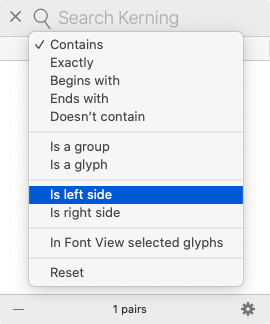 Search Kerning
Contains
Exactly
Begins with
Ends with
Doesn’t contain
Is a group
Is a glyph
Is left side
Is right side
In Font View selected glyphs
Reset
1 pairs